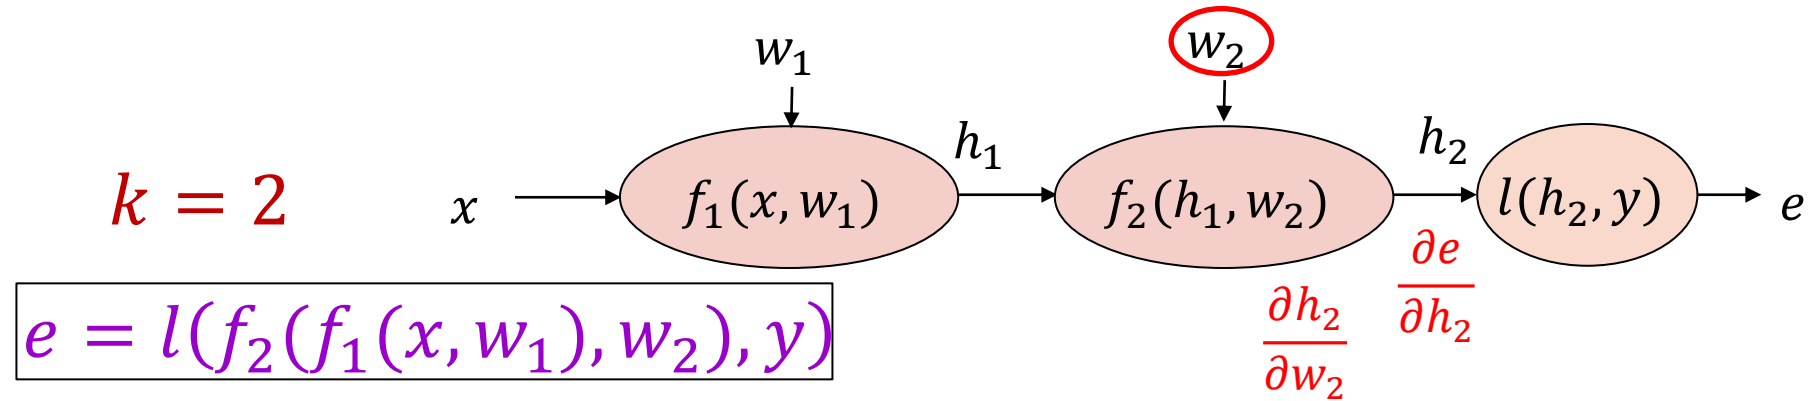 w₁
w₂
h₁
h₂
k = 2
x
f₁(x, w₁)
f₂(h₁, w₂)
l(h₂, y)
e
∂e/∂h₂
∂h₂/∂w₂
e = l(f₂(f₁(x, w₁), w₂), y)